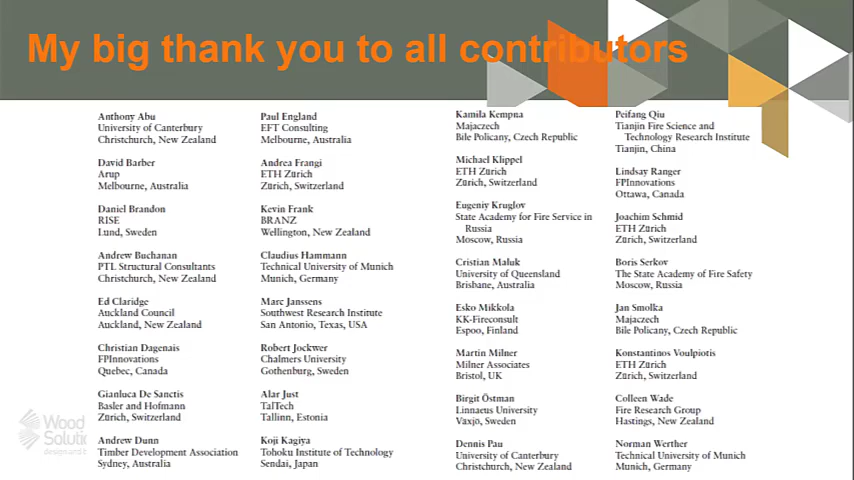 My big thank you to all contributors
Anthony Abu
University of Canterbury
Christchurch, New Zealand
David Barber
Arup
Melbourne, Australia
Daniel Brandon
RISE
Lund, Sweden
Andrew Buchanan
PTL Structural Consultants
Christchurch, New Zealand
Ed Claridge
Auckland Council
Auckland, New Zealand
Christian Dagenais
FPInnovations
Quebec, Canada
Gianluca De Sanctis
Basler and Hofmann
Zürich, Switzerland
Andrew Dunn
Timber Development Association
Sydney, Australia
Paul England
EFT Consulting
Melbourne, Australia
Andrea Frangi
ETH Zürich
Zürich, Switzerland
Kevin Frank
BRANZ
Wellington, New Zealand
Claudius Hammann
Technical University of Munich
Munich, Germany
Marc Janssens
Southwest Research Institute
San Antonio, Texas, USA
Robert Jockwer
Chalmers University
Gothenburg, Sweden
Alar Just
TalTech
Tallinn, Estonia
Koji Kagiya
Tohoku Institute of Technology
Sendai, Japan
Kamila Kempna
Majaczech
Bile Policany, Czech Republic
Michael Klippel
ETH Zürich
Zürich, Switzerland
Eugeniy Kruglov
State Academy for Fire Service in
Russia
Moscow, Russia
Cristian Maluk
University of Queensland
Brisbane, Australia
Esko Mikkola
KK-Fireconsult
Espoo, Finland
Martin Milner
Milner Associates
Bristol, UK
Birgit Östman
Linnaeus University
Växjö, Sweden
Dennis Pau
University of Canterbury
Christchurch, New Zealand
Peifang Qiu
Tianjin Fire Science and
Technology Research Institute
Tianjin, China
Lindsay Ranger
FPInnovations
Ottawa, Canada
Joachim Schmid
ETH Zürich
Zürich, Switzerland
Boris Serkov
The State Academy of Fire Safety
Moscow, Russia
Jan Smolka
Majaczech
Bile Policany, Czech Republic
Konstantinos Voulpiotis
ETH Zürich
Zürich, Switzerland
Colleen Wade
Fire Research Group
Hastings, New Zealand
Norman Werther
Technical University of Munich
Munich, Germany
Wood